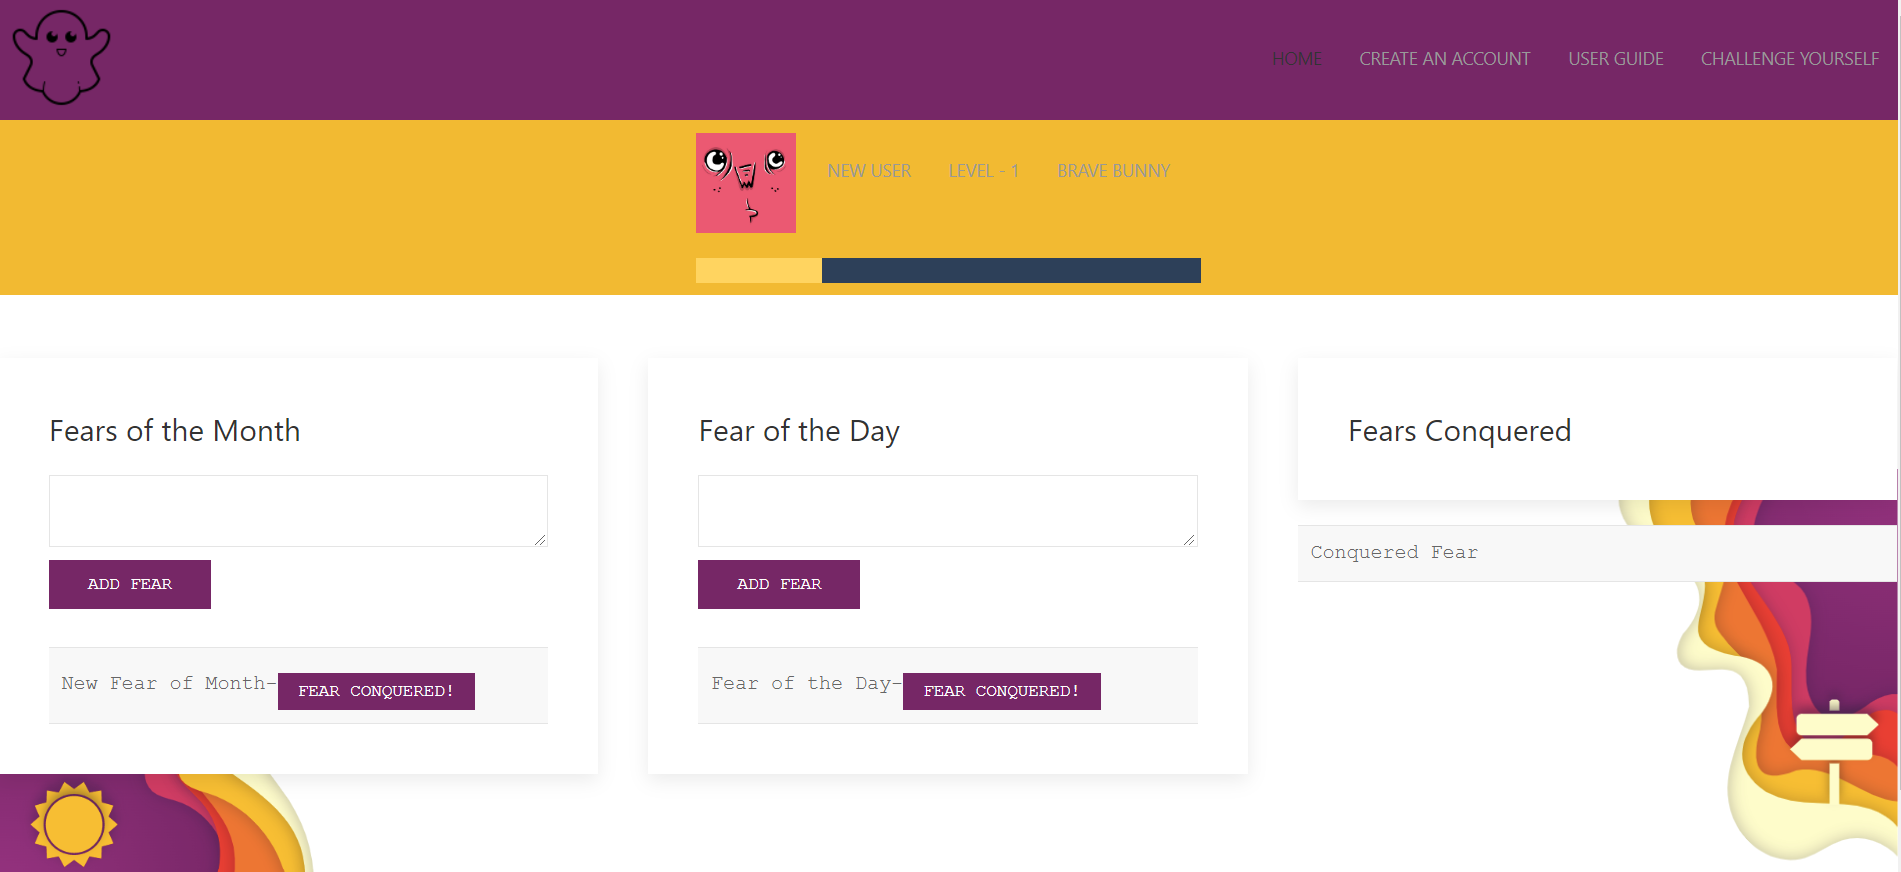 HOME CREATE AN ACCOUNT USER GUIDE CHALLENGE YOURSELF
NEW USER LEVEL - 1 BRAVE BUNNY
Fears of the Month
ADD FEAR
New Fear of Month- FEAR CONQUERED!
Fear of the Day
ADD FEAR
Fear of the Day- FEAR CONQUERED!
Fears Conquered
Conquered Fear